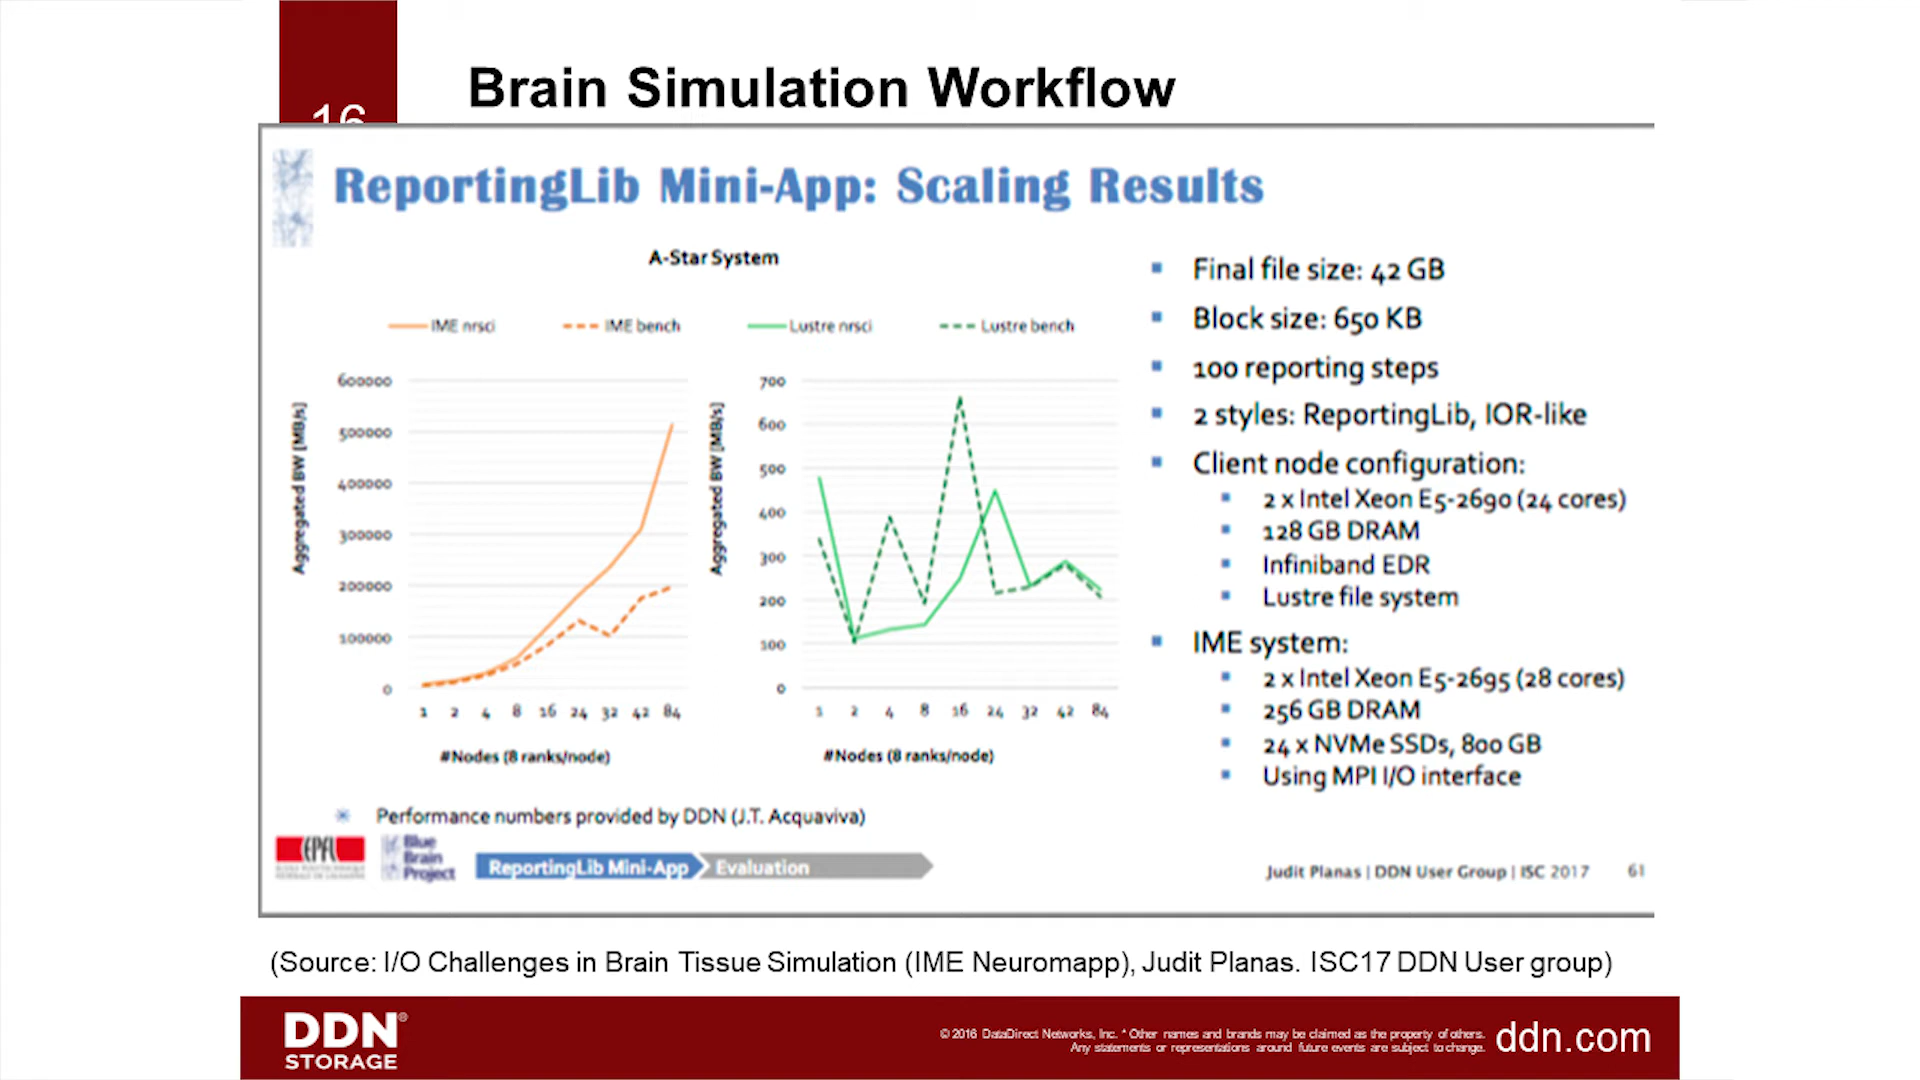 16
Brain Simulation Workflow
ReportingLib Mini-App: Scaling Results
A-Star System
IME nrsci
IME bench
Lustre nrsci
Lustre bench
Aggregated BW [MB/s]
600000
500000
400000
300000
200000
100000
0
1 2 4 8 16 24 32 42 84
#Nodes (8 ranks/node)
Aggregated BW [MB/s]
700
600
500
400
300
200
100
0
1 2 4 8 16 24 32 42 84
#Nodes (8 ranks/node)
Final file size: 42 GB
Block size: 650 KB
100 reporting steps
2 styles: ReportingLib, IOR-like
Client node configuration:
2 x Intel Xeon E5-2690 (24 cores)
128 GB DRAM
Infiniband EDR
Lustre file system
IME system:
2 x Intel Xeon E5-2695 (28 cores)
256 GB DRAM
24 x NVMe SSDs, 800 GB
Using MPI I/O interface
* Performance numbers provided by DDN (J.T. Acquaviva)
EPFL
Blue
Brain
Project
ReportingLib Mini-App
Evaluation
Judit Planas | DDN User Group | ISC 2017
61
(Source: I/O Challenges in Brain Tissue Simulation (IME Neuromapp), Judit Planas. ISC17 DDN User group)
DDN®
STORAGE
© 2016 DataDirect Networks, Inc. * Other names and brands may be claimed as the property of others.
Any statements or representations around future events are subject to change.
ddn.com